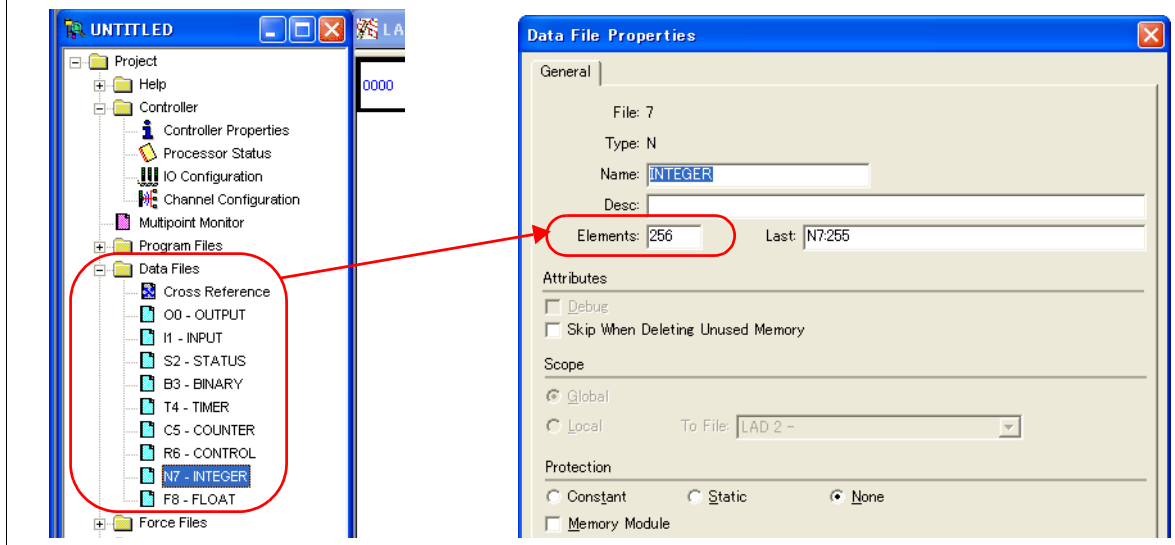 UNTITLED
LA
Project
Help
0000
Controller
Controller Properties
Processor Status
IO Configuration
Channel Configuration
Multipoint Monitor
Program Files
Data Files
Cross Reference
O0 - OUTPUT
I1 - INPUT
S2 - STATUS
B3 - BINARY
T4 - TIMER
C5 - COUNTER
R6 - CONTROL
N7 - INTEGER
F8 - FLOAT
Force Files
Data File Properties
General
File: 7
Type: N
Name: INTEGER
Desc:
Elements: 256 Last: N7:255
Attributes
Debug
Skip When Deleting Unused Memory
Scope
Global
Local To File: LAD 2 -
Protection
Constant Static None
Memory Module